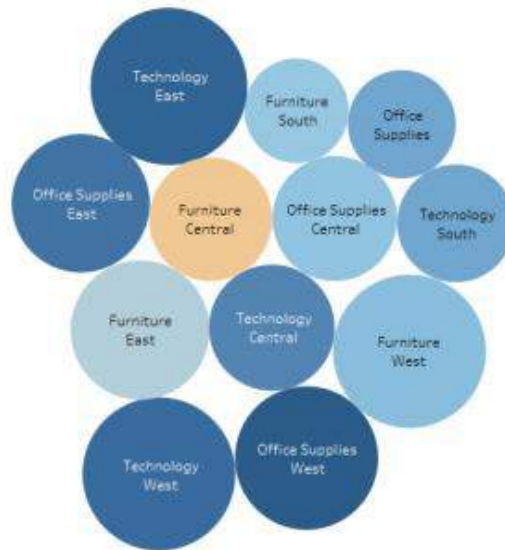 Technology
East
Furniture
South
Office
Supplies
Office Supplies
East
Furniture
Central
Office Supplies
Central
Technology
South
Furniture
East
Technology
Central
Furniture
West
Technology
West
Office Supplies
West